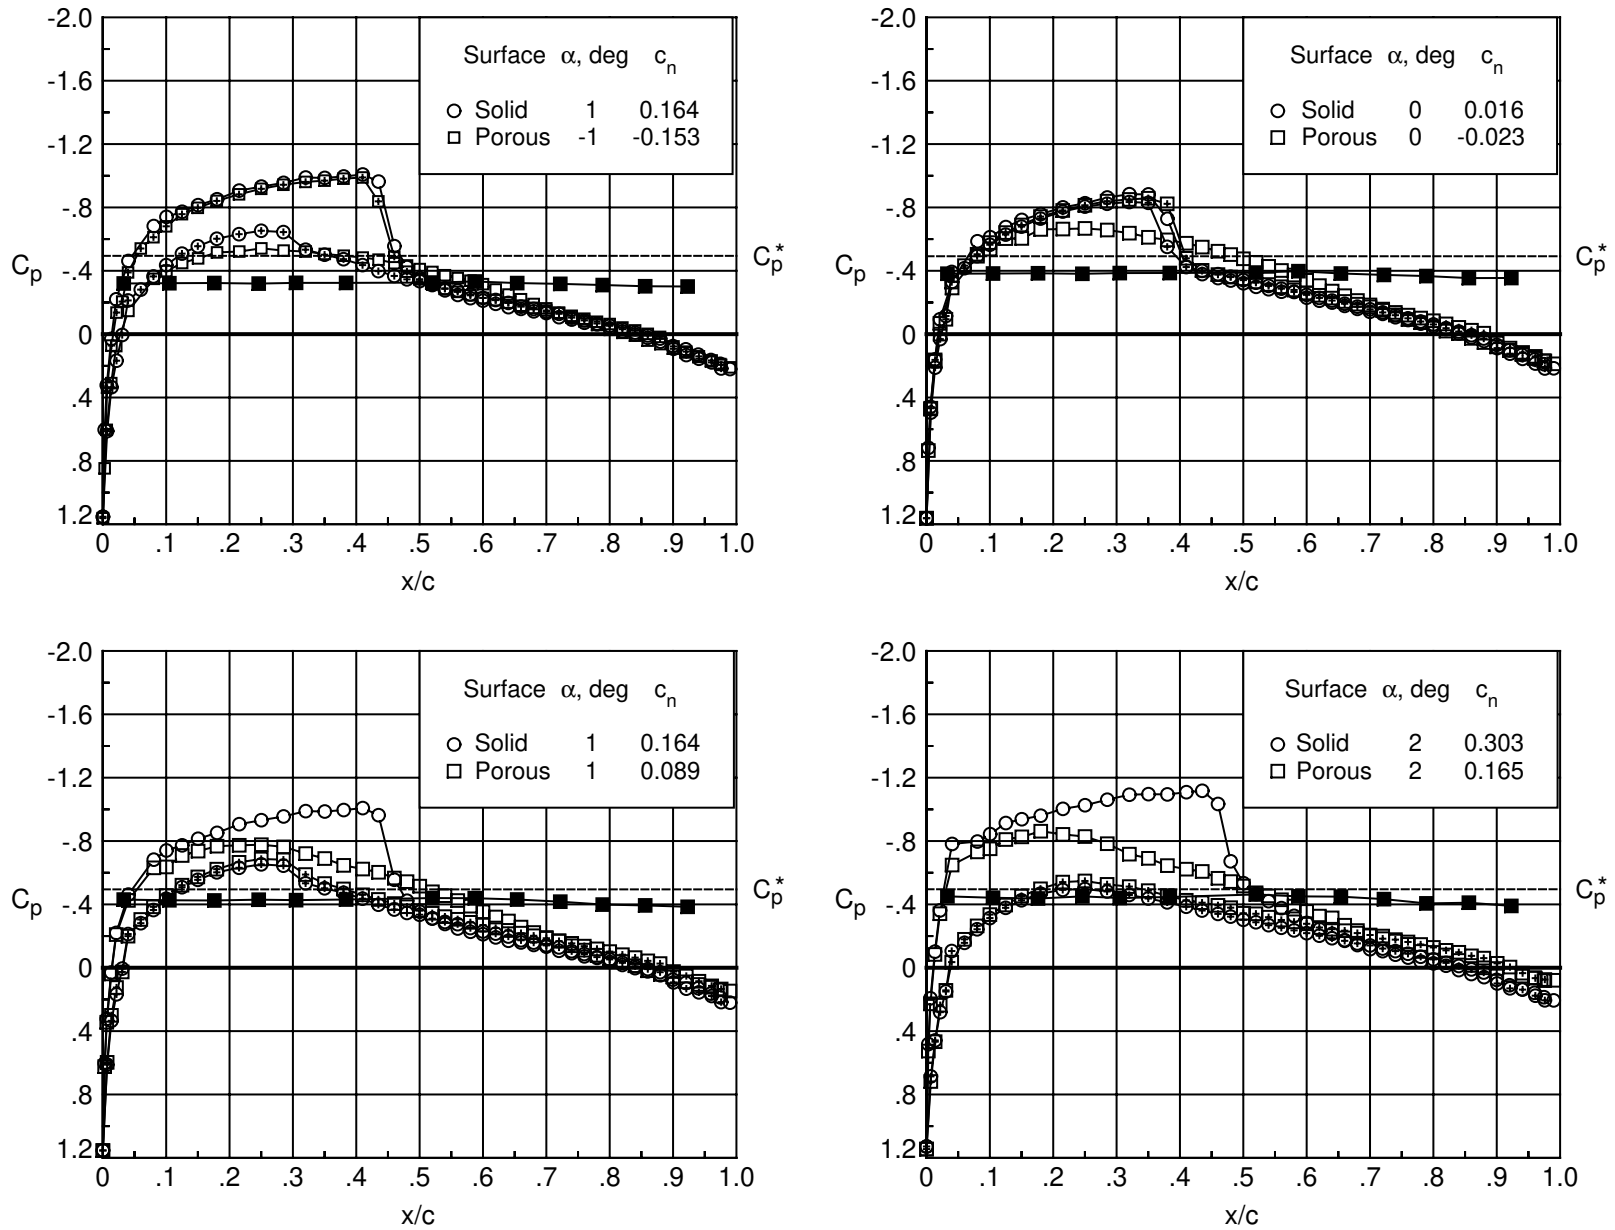 -2.0
-1.6
-1.2
-.8
-.4
0
.4
.8
1.2
C_p
C_p^*
0 .1 .2 .3 .4 .5 .6 .7 .8 .9 1.0
x/c
Surface α, deg c_n
Solid 1 0.164
Porous -1 -0.153
-2.0
-1.6
-1.2
-.8
-.4
0
.4
.8
1.2
C_p
C_p^*
0 .1 .2 .3 .4 .5 .6 .7 .8 .9 1.0
x/c
Surface α, deg c_n
Solid 0 0.016
Porous 0 -0.023
-2.0
-1.6
-1.2
-.8
-.4
0
.4
.8
1.2
C_p
C_p^*
0 .1 .2 .3 .4 .5 .6 .7 .8 .9 1.0
x/c
Surface α, deg c_n
Solid 1 0.164
Porous 1 0.089
-2.0
-1.6
-1.2
-.8
-.4
0
.4
.8
1.2
C_p
C_p^*
0 .1 .2 .3 .4 .5 .6 .7 .8 .9 1.0
x/c
Surface α, deg c_n
Solid 2 0.303
Porous 2 0.165